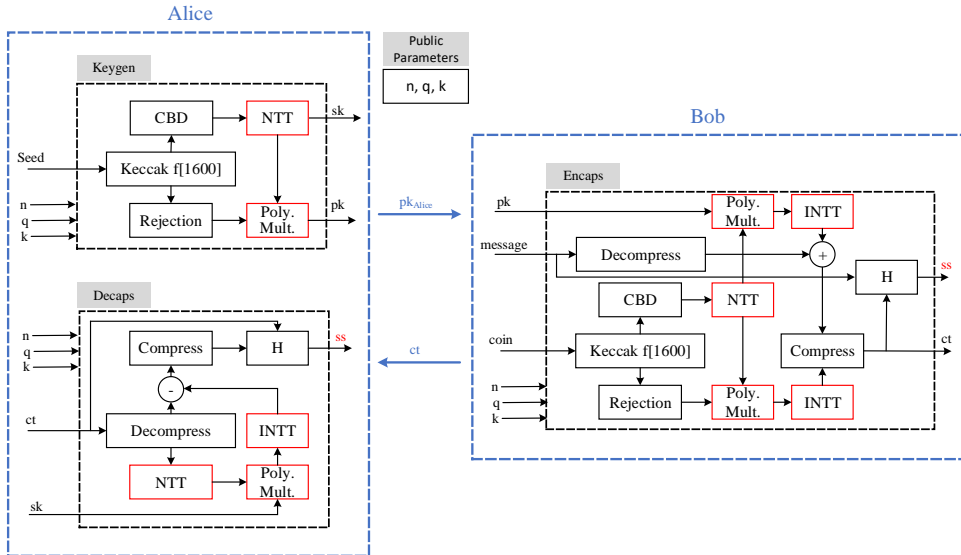 Alice
Public
Parameters
n, q, k
Keygen
CBD
NTT
sk
Seed
Keccak f[1600]
n
q
k
Rejection
Poly.
Mult.
pk
pkAlice
Decaps
n
q
k
Compress
H
ss
-
ct
Decompress
INTT
NTT
Poly.
Mult.
sk
ct
Bob
Encaps
pk
Poly.
Mult.
INTT
message
Decompress
+
H
ss
CBD
NTT
coin
Keccak f[1600]
Compress
ct
n
q
k
Rejection
Poly.
Mult.
INTT